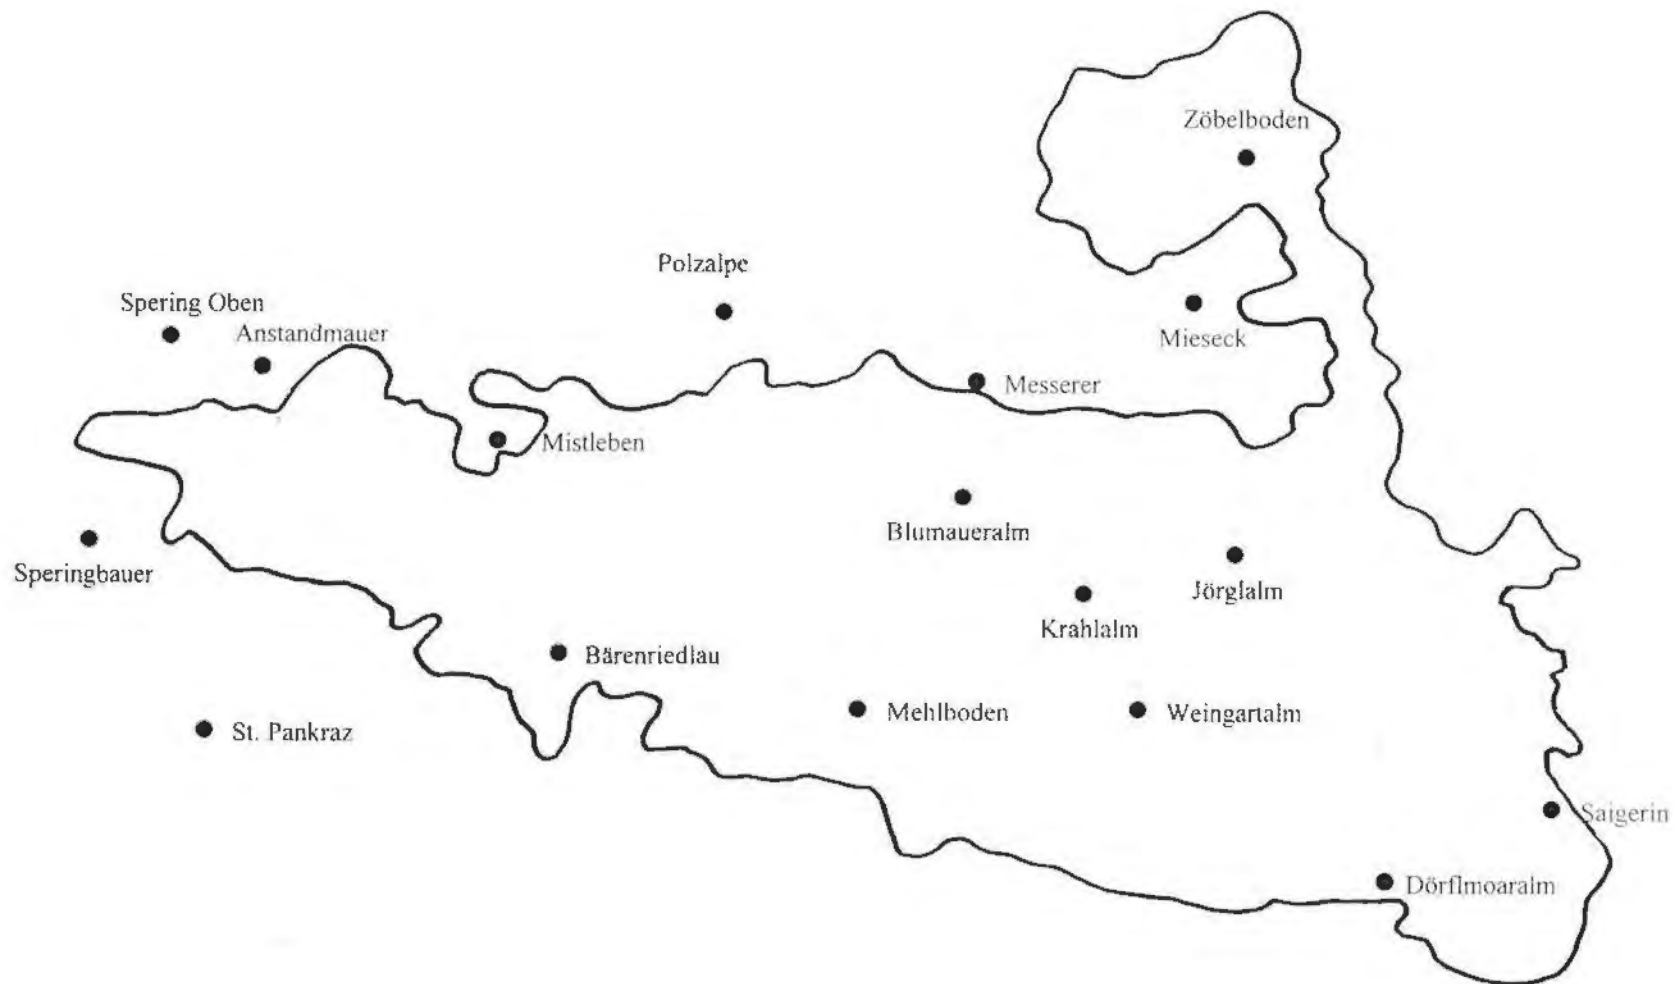 Zöbelboden
Polzalpe
Spering Oben
Anstandmauer
Mieseck
Messerer
Mistleben
Blumaueralm
Speringbauer
Jörglalm
Krahlalm
Bärenriedlau
Mehlboden
Weingartalm
St. Pankraz
Saigerin
Dörflmoaralm